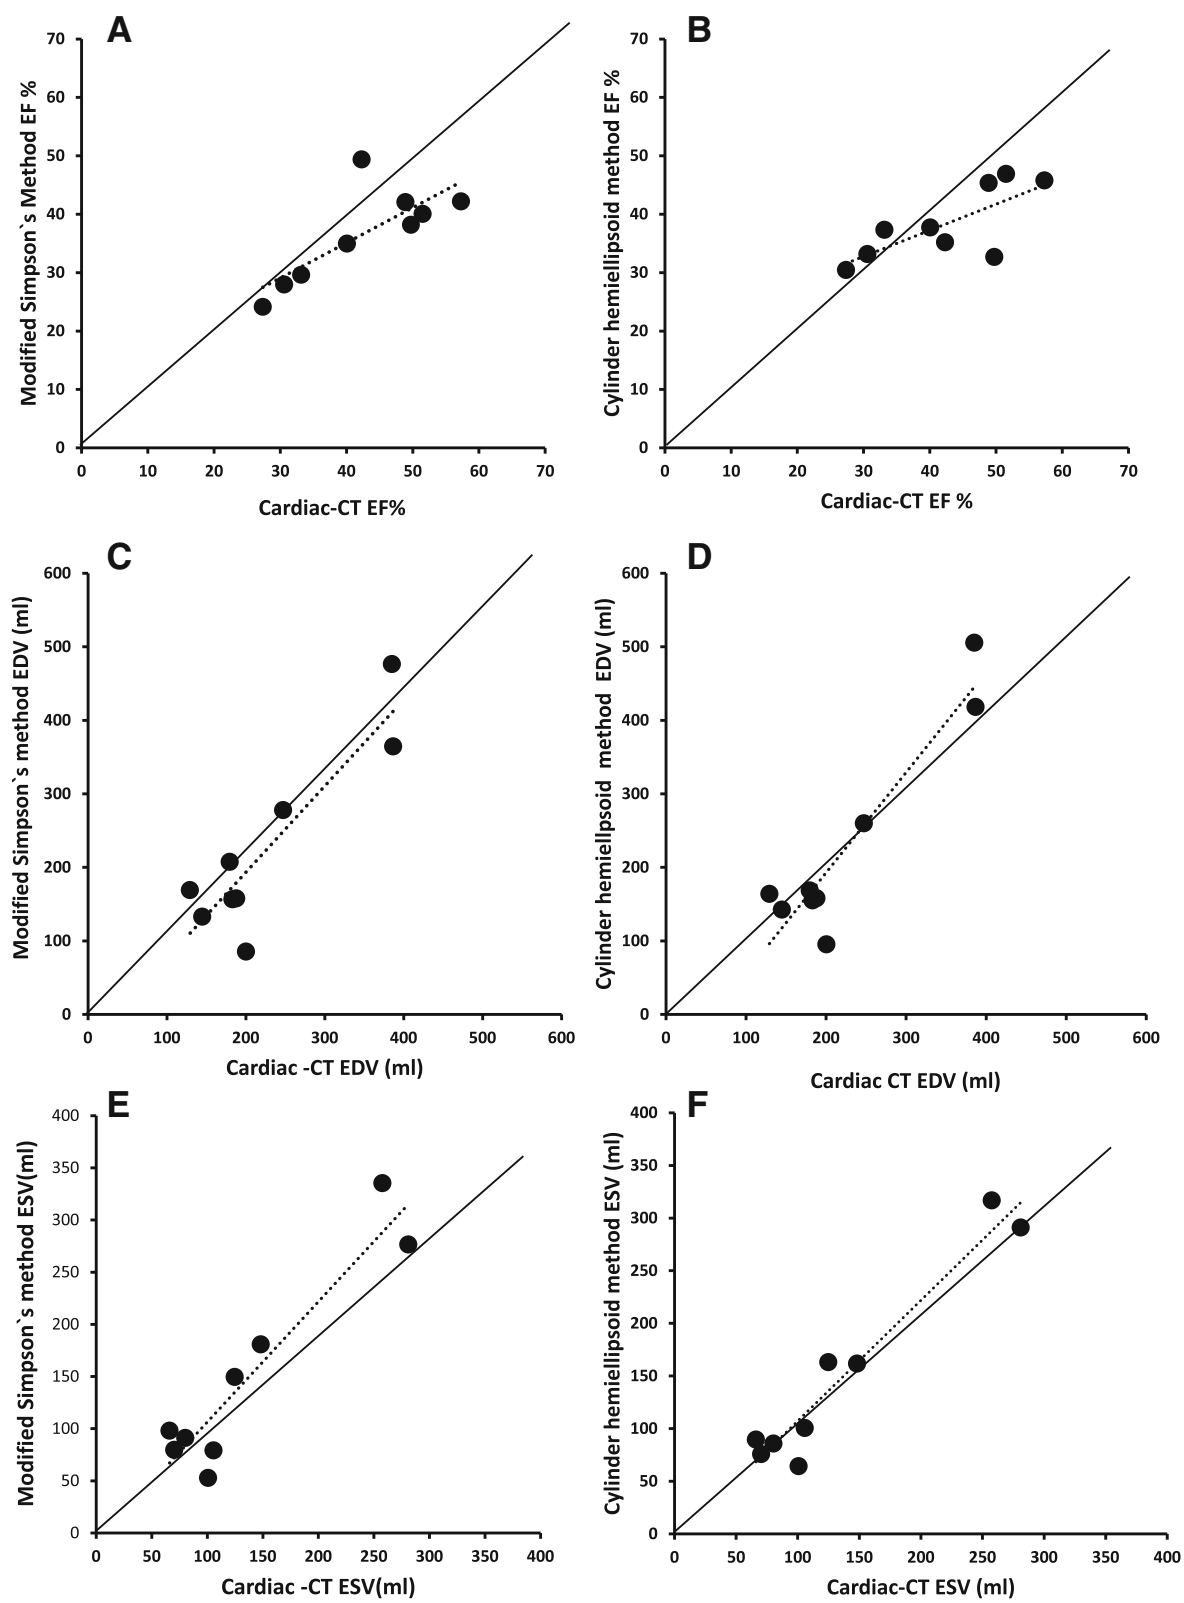 A
Modified Simpson`s Method EF %
70
60
50
40
30
20
10
0
0 10 20 30 40 50 60 70
Cardiac-CT EF%
B
Cylinder hemiellipsoid method EF %
70
60
50
40
30
20
10
0
0 10 20 30 40 50 60 70
Cardiac-CT EF %
C
Modified Simpson`s method EDV (ml)
600
500
400
300
200
100
0
0 100 200 300 400 500 600
Cardiac -CT EDV (ml)
D
Cylinder hemiellpsoid method EDV (ml)
600
500
400
300
200
100
0
0 100 200 300 400 500 600
Cardiac CT EDV (ml)
E
Modified Simpson`s method ESV(ml)
400
350
300
250
200
150
100
50
0
0 50 100 150 200 250 300 350 400
Cardiac -CT ESV(ml)
F
Cylinder hemiellipsoid method ESV (ml)
400
350
300
250
200
150
100
50
0
0 50 100 150 200 250 300 350 400
Cardiac-CT ESV (ml)